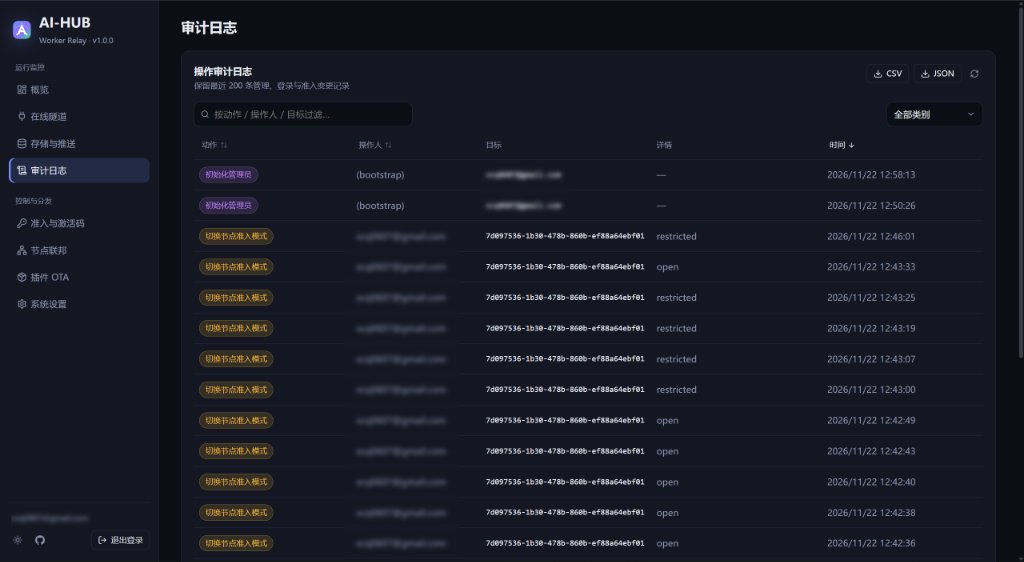 AI-HUB
Worker Relay · v1.0.0
运行监控
概览
在线隧道
存储与推送
审计日志
控制与分发
准入与激活码
节点联邦
插件 OTA
系统设置
退出登录
审计日志
操作审计日志
保留最近 200 条管理、登录与准入变更记录
CSV
JSON
按动作 / 操作人 / 目标过滤...
全部类别
动作 操作人 目标 详情 时间
初始化管理员 (bootstrap) — 2026/11/22 12:58:13
初始化管理员 (bootstrap) — 2026/11/22 12:50:26
切换节点准入模式 7d097536-1b30-478b-860b-ef88a64ebf01 restricted 2026/11/22 12:46:01
切换节点准入模式 7d097536-1b30-478b-860b-ef88a64ebf01 open 2026/11/22 12:43:33
切换节点准入模式 7d097536-1b30-478b-860b-ef88a64ebf01 restricted 2026/11/22 12:43:25
切换节点准入模式 7d097536-1b30-478b-860b-ef88a64ebf01 restricted 2026/11/22 12:43:19
切换节点准入模式 7d097536-1b30-478b-860b-ef88a64ebf01 restricted 2026/11/22 12:43:07
切换节点准入模式 7d097536-1b30-478b-860b-ef88a64ebf01 restricted 2026/11/22 12:43:00
切换节点准入模式 7d097536-1b30-478b-860b-ef88a64ebf01 open 2026/11/22 12:42:49
切换节点准入模式 7d097536-1b30-478b-860b-ef88a64ebf01 open 2026/11/22 12:42:43
切换节点准入模式 7d097536-1b30-478b-860b-ef88a64ebf01 open 2026/11/22 12:42:40
切换节点准入模式 7d097536-1b30-478b-860b-ef88a64ebf01 open 2026/11/22 12:42:38
切换节点准入模式 7d097536-1b30-478b-860b-ef88a64ebf01 open 2026/11/22 12:42:36